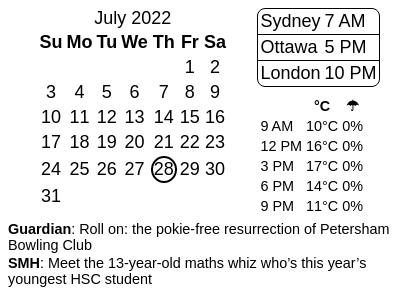 July 2022
Su Mo Tu We Th Fr Sa
1 2
3 4 5 6 7 8 9
10 11 12 13 14 15 16
17 18 19 20 21 22 23
24 25 26 27 28 29 30
31
Sydney 7 AM
Ottawa 5 PM
London 10 PM
°C ☂
9 AM 10°C 0%
12 PM 16°C 0%
3 PM 17°C 0%
6 PM 14°C 0%
9 PM 11°C 0%
Guardian: Roll on: the pokie-free resurrection of Petersham
Bowling Club
SMH: Meet the 13-year-old maths whiz who’s this year’s
youngest HSC student